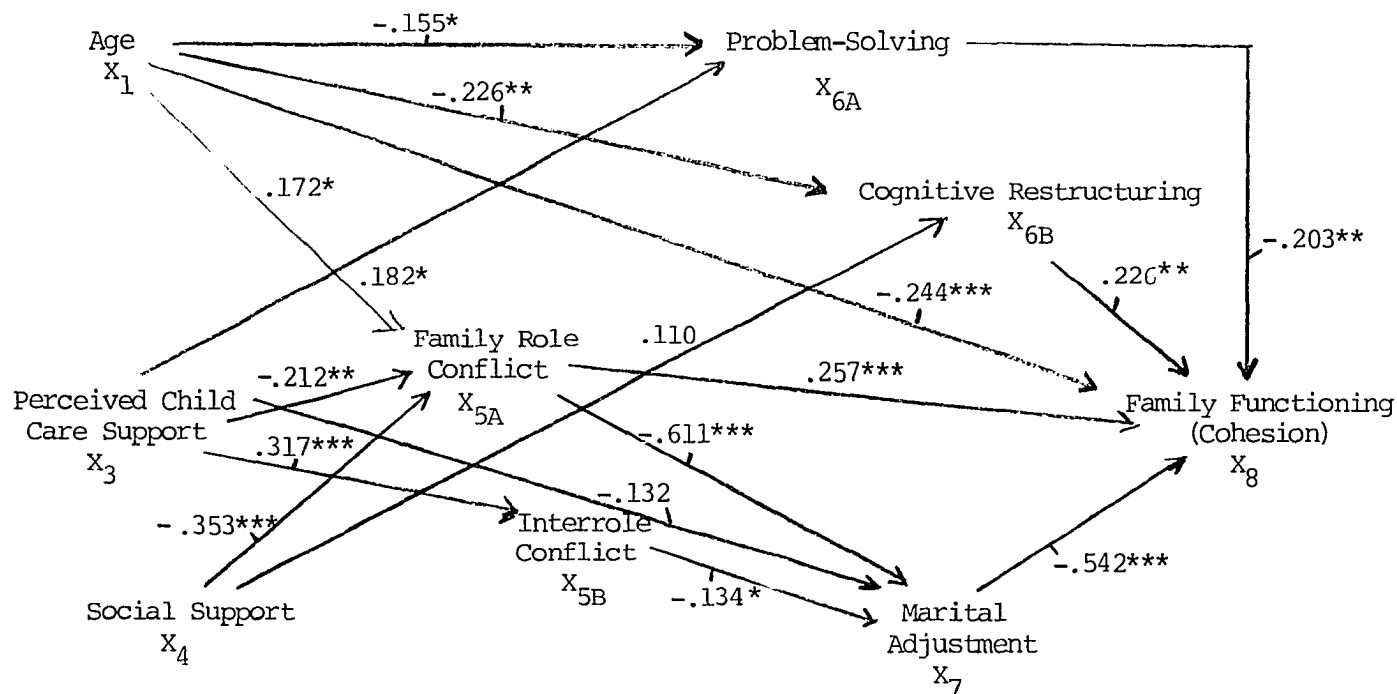 -.155*
Age
X1
Problem-Solving
X6A
-.226**
.172*
Cognitive Restructuring
X6B
-.203**
.182*
-.244***
.226**
Family Role
Conflict
X5A
.110
-.212**
.257***
Perceived Child
Care Support
X3
Family Functioning
(Cohesion)
X8
.317***
-.611***
-.353***
-.132
Interrole
Conflict
X5B
-.542***
-.134*
Social Support
X4
Marital
Adjustment
X7